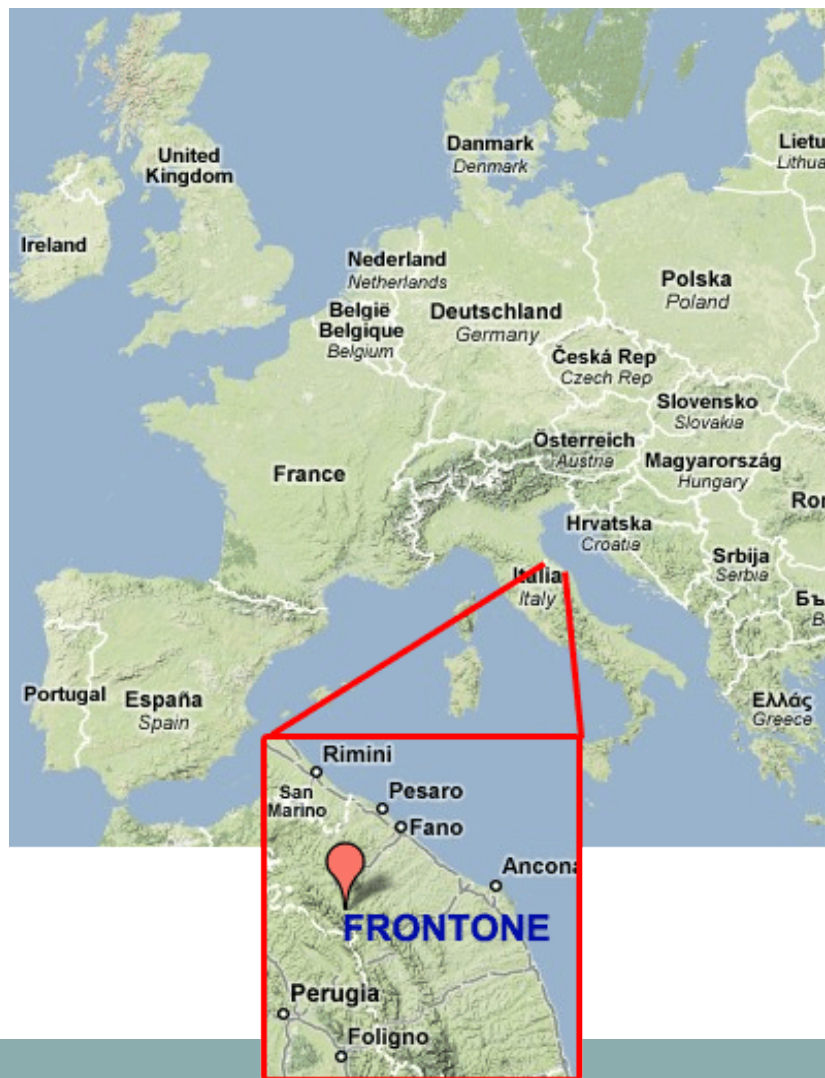 United
Kingdom
Ireland
Danmark
Denmark
Lietu
Lithua
Nederland
Netherlands
België
Belgique
Belgium
Deutschland
Germany
Polska
Poland
Česká Rep
Czech Rep
Slovensko
Slovakia
Österreich
Austria
Magyarország
Hungary
France
Hrvatska
Croatia
Ron
Srbija
Serbia
Italia
Italy
Бъ
B
Portugal
España
Spain
Ελλάς
Greece
Rimini
San
Marino
Pesaro
Fano
Ancona
FRONTONE
Perugia
Foligno